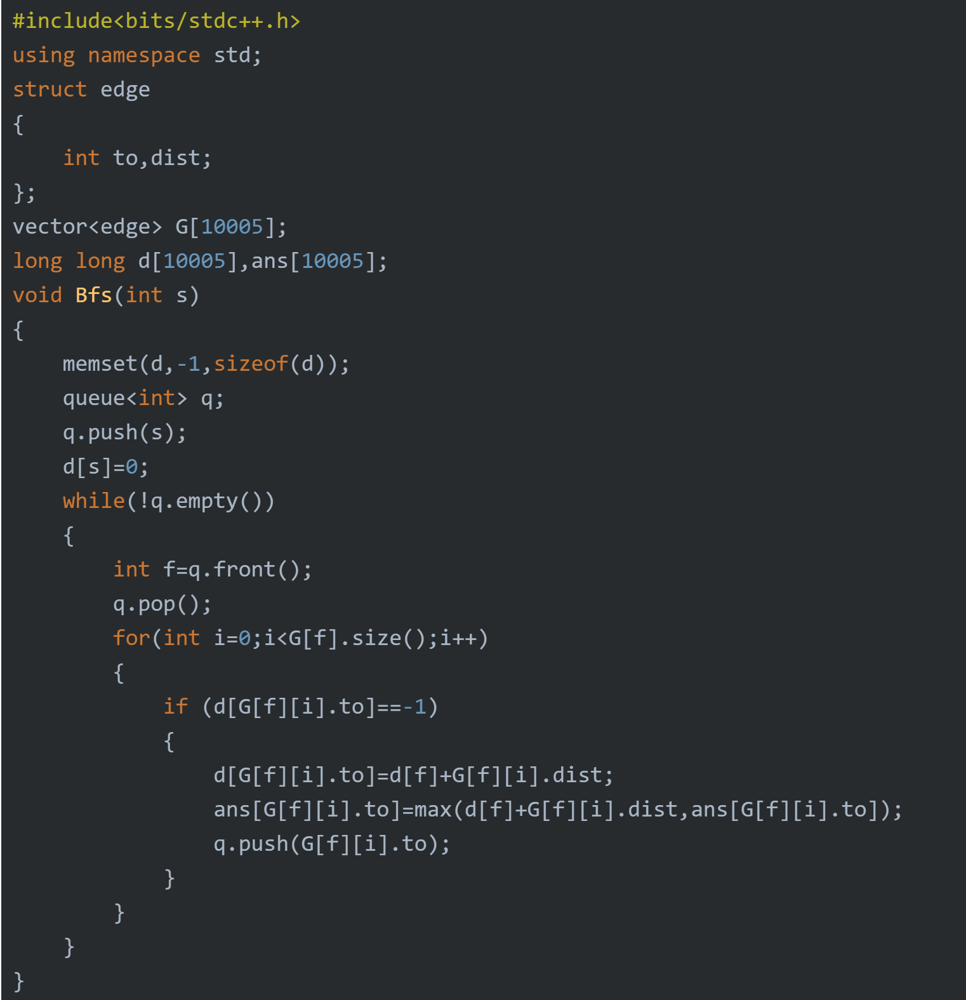 #include<bits/stdc++.h>
using namespace std;
struct edge
{
    int to,dist;
};
vector<edge> G[10005];
long long d[10005],ans[10005];
void Bfs(int s)
{
    memset(d,-1,sizeof(d));
    queue<int> q;
    q.push(s);
    d[s]=0;
    while(!q.empty())
    {
        int f=q.front();
        q.pop();
        for(int i=0;i<G[f].size();i++)
        {
            if (d[G[f][i].to]==-1)
            {
                d[G[f][i].to]=d[f]+G[f][i].dist;
                ans[G[f][i].to]=max(d[f]+G[f][i].dist,ans[G[f][i].to]);
                q.push(G[f][i].to);
            }
        }
    }
}